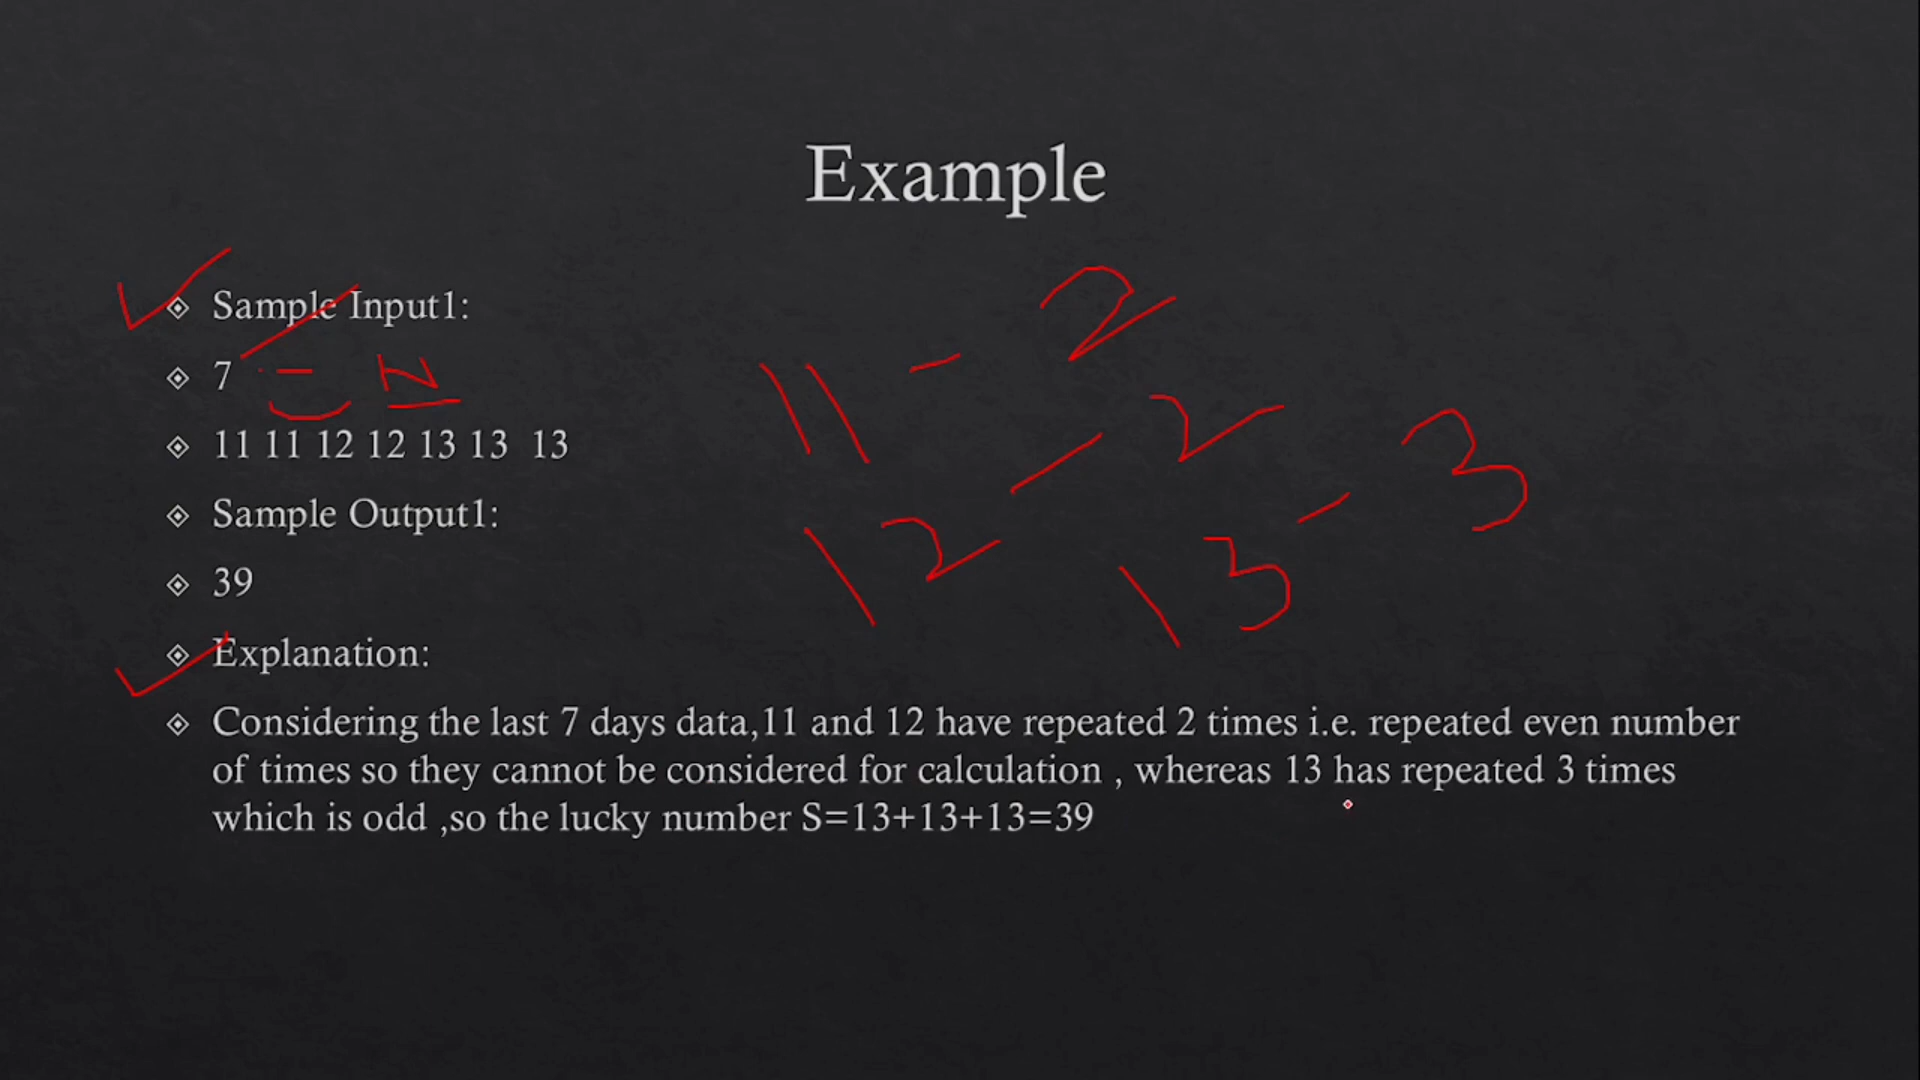 Example
Sample Input1:
7 - N
11 11 12 12 13 13 13
Sample Output1:
39
Explanation:
Considering the last 7 days data,11 and 12 have repeated 2 times i.e. repeated even number
of times so they cannot be considered for calculation , whereas 13 has repeated 3 times
which is odd ,so the lucky number S=13+13+13=39
11 - 2
12 - 2
13 - 3